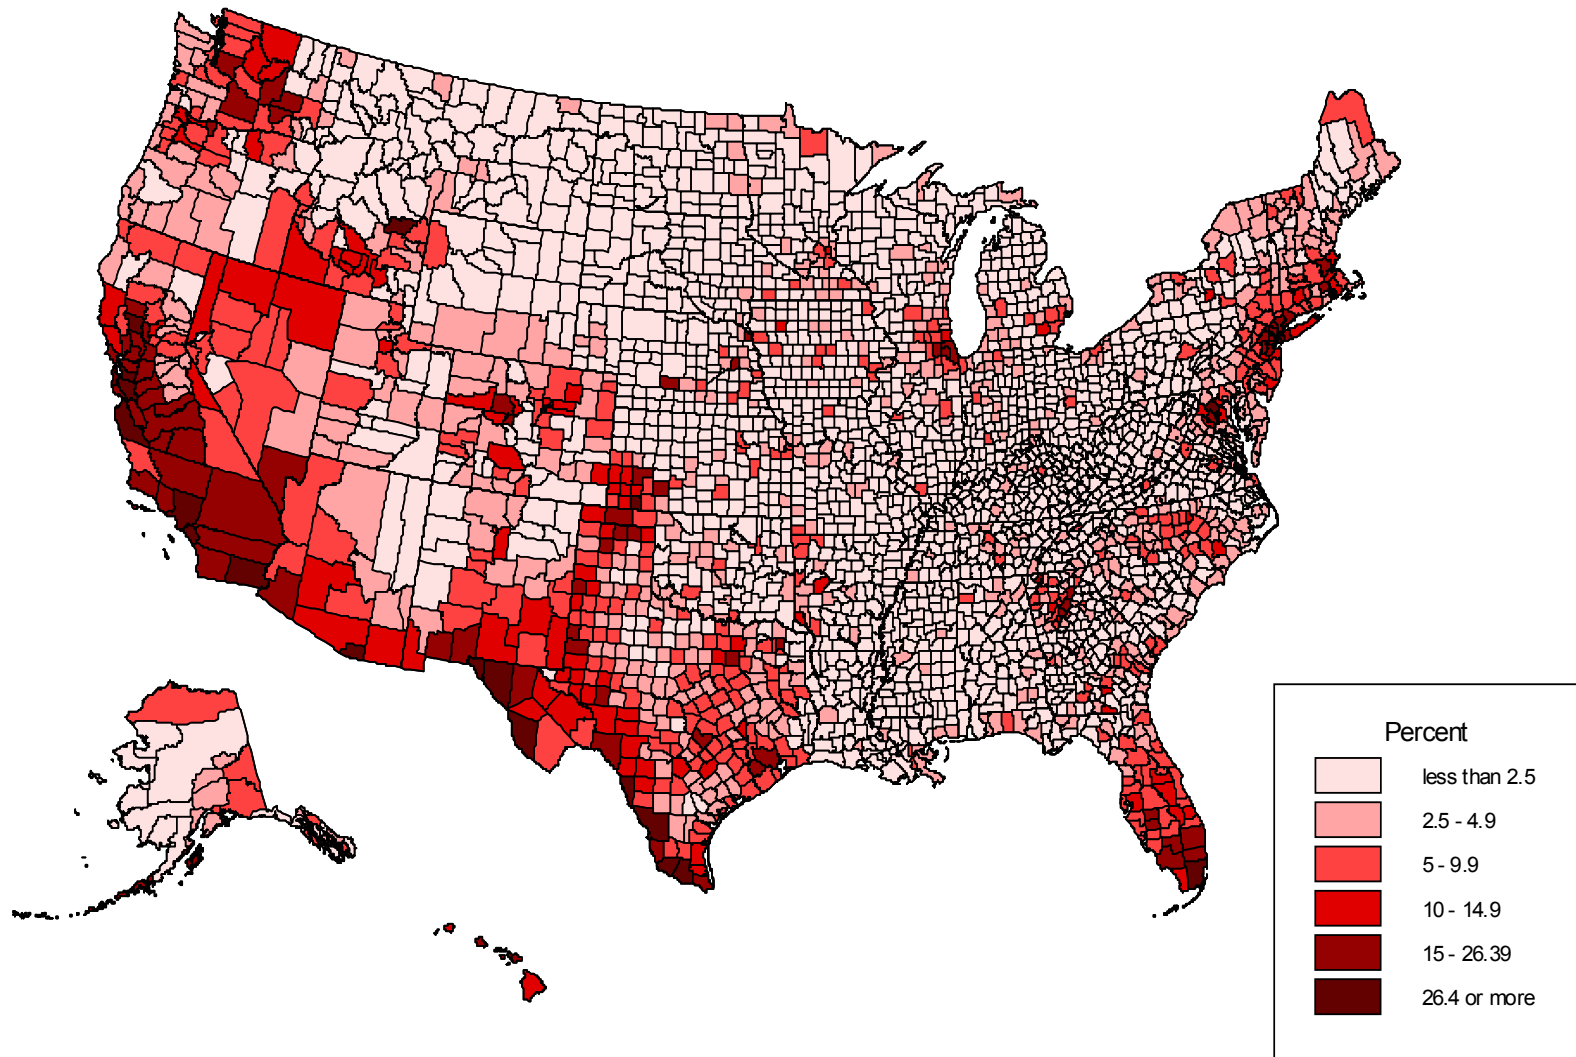 Percent
less than 2.5
2.5 - 4.9
5 - 9.9
10 - 14.9
15 - 26.39
26.4 or more